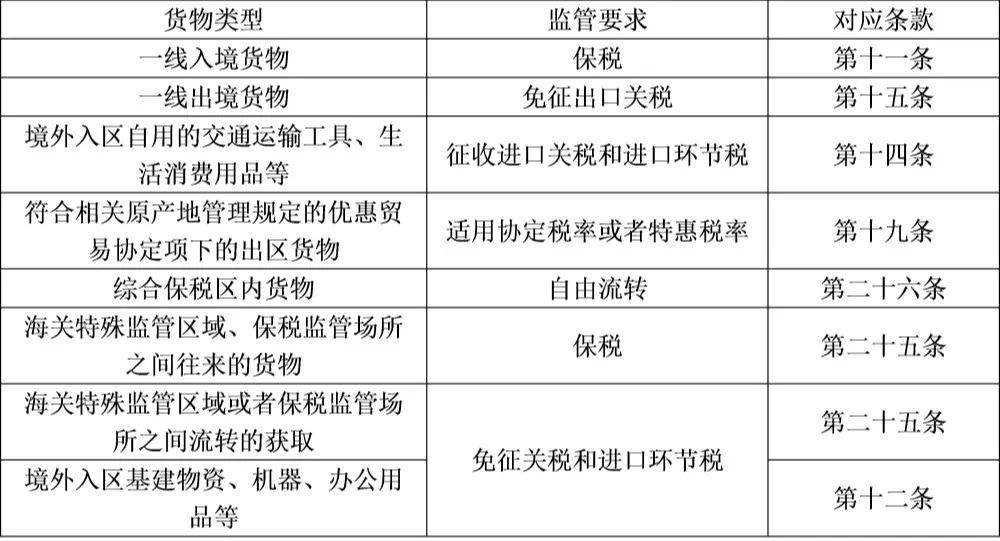 货物类型 监管要求 对应条款
一线入境货物 保税 第十一条
一线出境货物 免征出口关税 第十五条
境外入区自用的交通运输工具、生
活消费用品等
征收进口关税和进口环节税 第十四条
符合相关原产地管理规定的优惠贸
易协定项下的出区货物
适用协定税率或者特惠税率 第十九条
综合保税区内货物 自由流转 第二十六条
海关特殊监管区域、保税监管场所
之间往来的货物
保税 第二十五条
海关特殊监管区域或者保税监管场
所之间流转的获取
第二十五条
免征关税和进口环节税
境外入区基建物资、机器、办公用
品等
第十二条